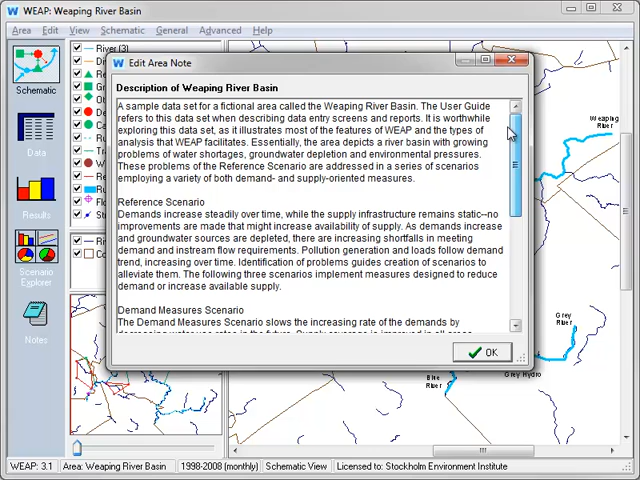 WEAP: Weaping River Basin
Area Edit View Schematic General Advanced Help
Schematic
Data
Results
Scenario
Explorer
Notes
River (3)
Edit Area Note
Description of Weaping River Basin
A sample data set for a fictional area called the Weaping River Basin. The User Guide
refers to this data set when describing data entry screens and reports. It is worthwhile
exploring this data set, as it illustrates most of the features of WEAP and the types of
analysis that WEAP facilitates. Essentially, the area depicts a river basin with growing
problems of water shortages, groundwater depletion and environmental pressures.
These problems of the Reference Scenario are addressed in a series of scenarios
employing a variety of both demand- and supply-oriented measures.
Reference Scenario
Demands increase steadily over time, while the supply infrastructure remains static--no
improvements are made that might increase availability of supply. As demands increase
and groundwater sources are depleted, there are increasing shortfalls in meeting
demand and instream flow requirements. Pollution generation and loads follow demand
trend, increasing over time. Identification of problems guides creation of scenarios to
alleviate them. The following three scenarios implement measures designed to reduce
demand or increase available supply.
Demand Measures Scenario
The Demand Measures Scenario slows the increasing rate of the demands by
OK
Weaping
River
Grey
River
Grey Hydro
Blue
River
WEAP: 3.1 Area: Weaping River Basin 1998-2008 (monthly) Schematic View Licensed to: Stockholm Environment Institute